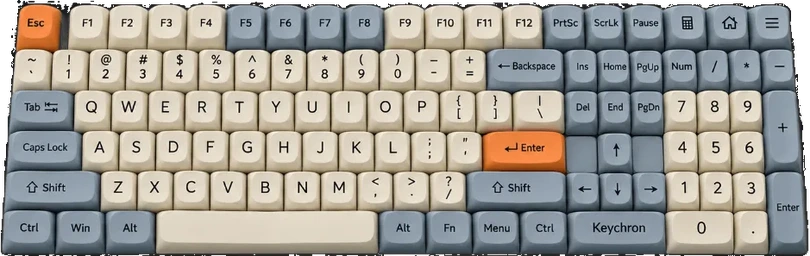 Esc F1 F2 F3 F4 F5 F6 F7 F8 F9 F10 F11 F12 PrtSc ScrLk Pause
~ ! @ # $ % ^ & * ( ) – +
` 1 2 3 4 5 6 7 8 9 0 - = ← Backspace Ins Home PgUp Num / * –
Tab Q W E R T Y U I O P { } | Del End PgDn 7 8 9
[ ] \ +
Caps Lock A S D F G H J K L : " ↵ Enter ↑ 4 5 6
; '
⇧ Shift Z X C V B N M < > ? ⇧ Shift ← ↓ → 1 2 3 Enter
, . /
Ctrl Win Alt Alt Fn Menu Ctrl Keychron 0 .